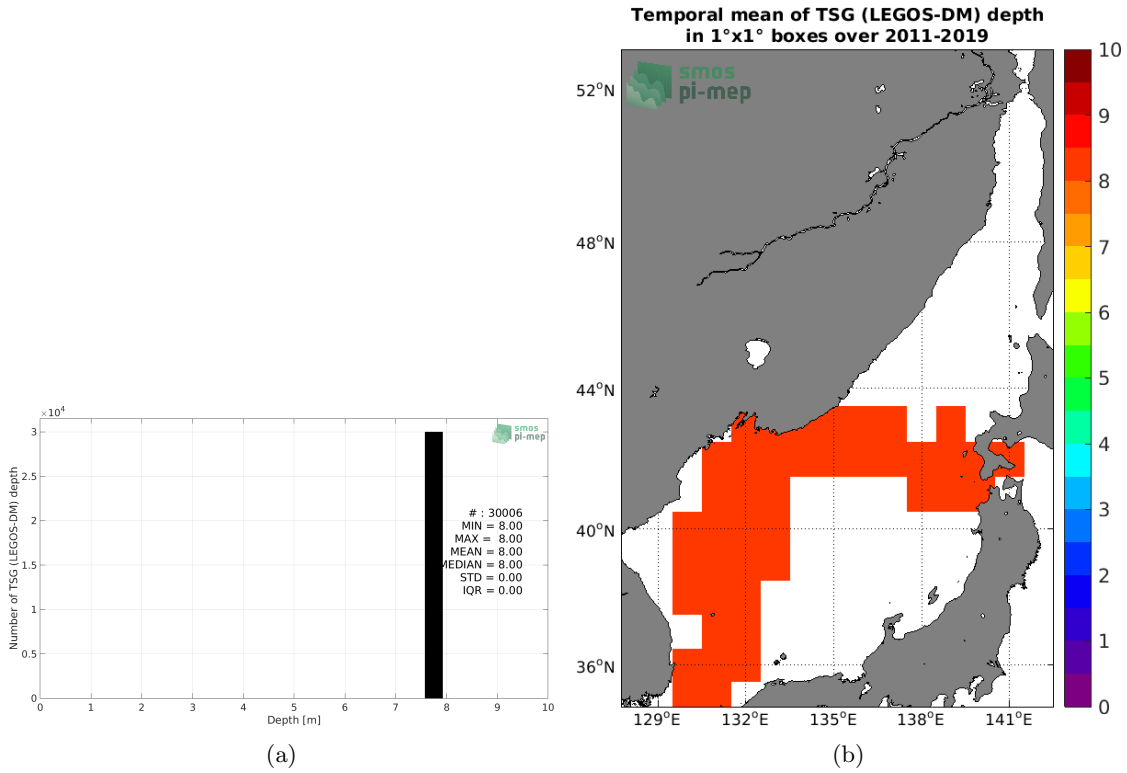 ×10⁴
3
2.5
2
1.5
1
0.5
0
Number of TSG (LEGOS-DM) depth
smos
pi-mep
# : 30006
MIN = 8.00
MAX = 8.00
MEAN = 8.00
MEDIAN = 8.00
STD = 0.00
IQR = 0.00
0 1 2 3 4 5 6 7 8 9 10
Depth [m]
(a)
Temporal mean of TSG (LEGOS-DM) depth
in 1°x1° boxes over 2011-2019
smos
pi-mep
52°N
48°N
44°N
40°N
36°N
129°E 132°E 135°E 138°E 141°E
10
9
8
7
6
5
4
3
2
1
0
(b)